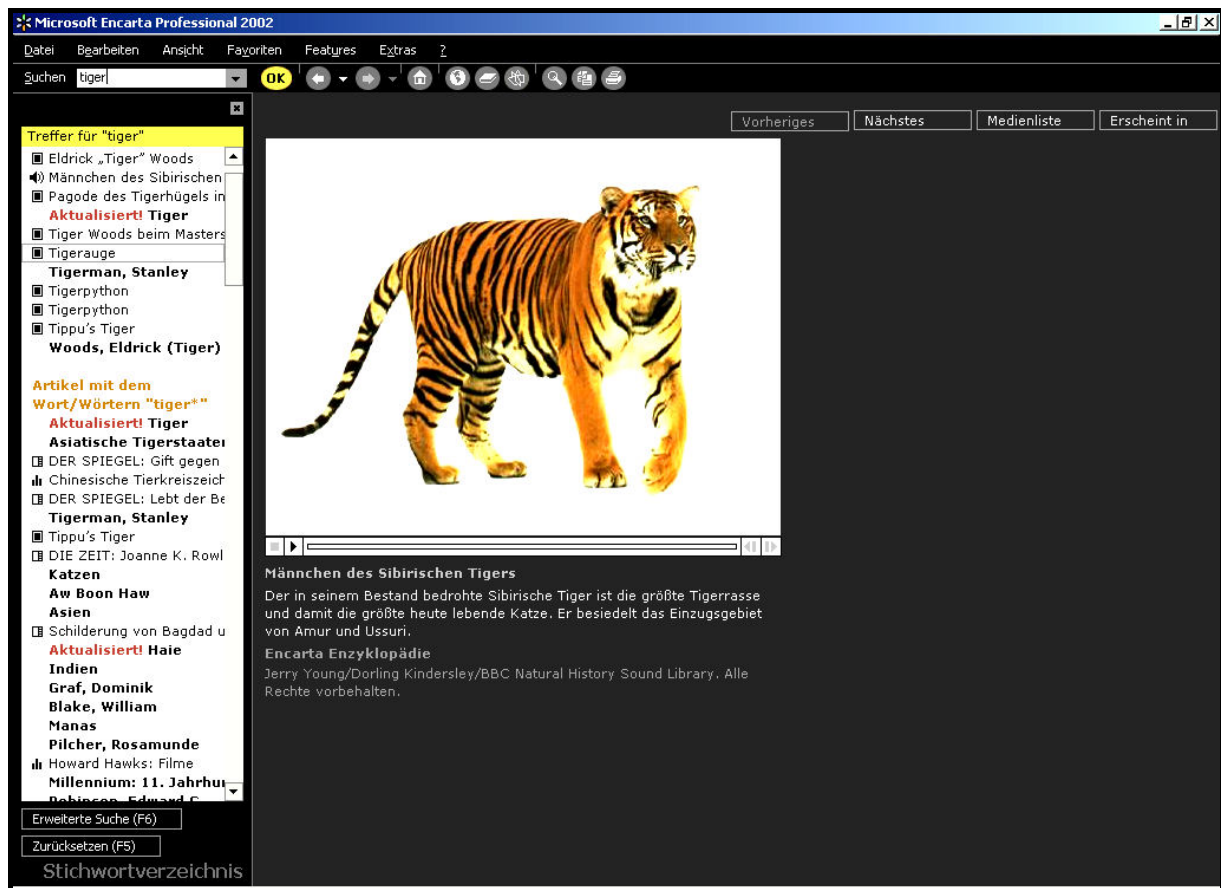 Microsoft Encarta Professional 2002
Datei Bearbeiten Ansicht Favoriten Features Extras ?
Suchen tiger OK
Vorheriges Nächstes Medienliste Erscheint in
Treffer für "tiger"
Eldrick „Tiger” Woods
Männchen des Sibirischen
Pagode des Tigerhügels in
Aktualisiert! Tiger
Tiger Woods beim Masters
Tigerauge
Tigerman, Stanley
Tigerpython
Tigerpython
Tippu's Tiger
Woods, Eldrick (Tiger)
Artikel mit dem
Wort/Wörtern "tiger*"
Aktualisiert! Tiger
Asiatische Tigerstaaten
DER SPIEGEL: Gift gegen
Chinesische Tierkreiszeich
DER SPIEGEL: Lebt der Be
Tigerman, Stanley
Tippu's Tiger
DIE ZEIT: Joanne K. Rowl
Katzen
Aw Boon Haw
Asien
Schilderung von Bagdad u
Aktualisiert! Haie
Indien
Graf, Dominik
Blake, William
Manas
Pilcher, Rosamunde
Howard Hawks: Filme
Millennium: 11. Jahrhu
Robinson, Edward G.
Erweiterte Suche (F6)
Zurücksetzen (F5)
Stichwortverzeichnis
Männchen des Sibirischen Tigers
Der in seinem Bestand bedrohte Sibirische Tiger ist die größte Tigerrasse
und damit die größte heute lebende Katze. Er besiedelt das Einzugsgebiet
von Amur und Ussuri.
Encarta Enzyklopädie
Jerry Young/Dorling Kindersley/BBC Natural History Sound Library. Alle
Rechte vorbehalten.